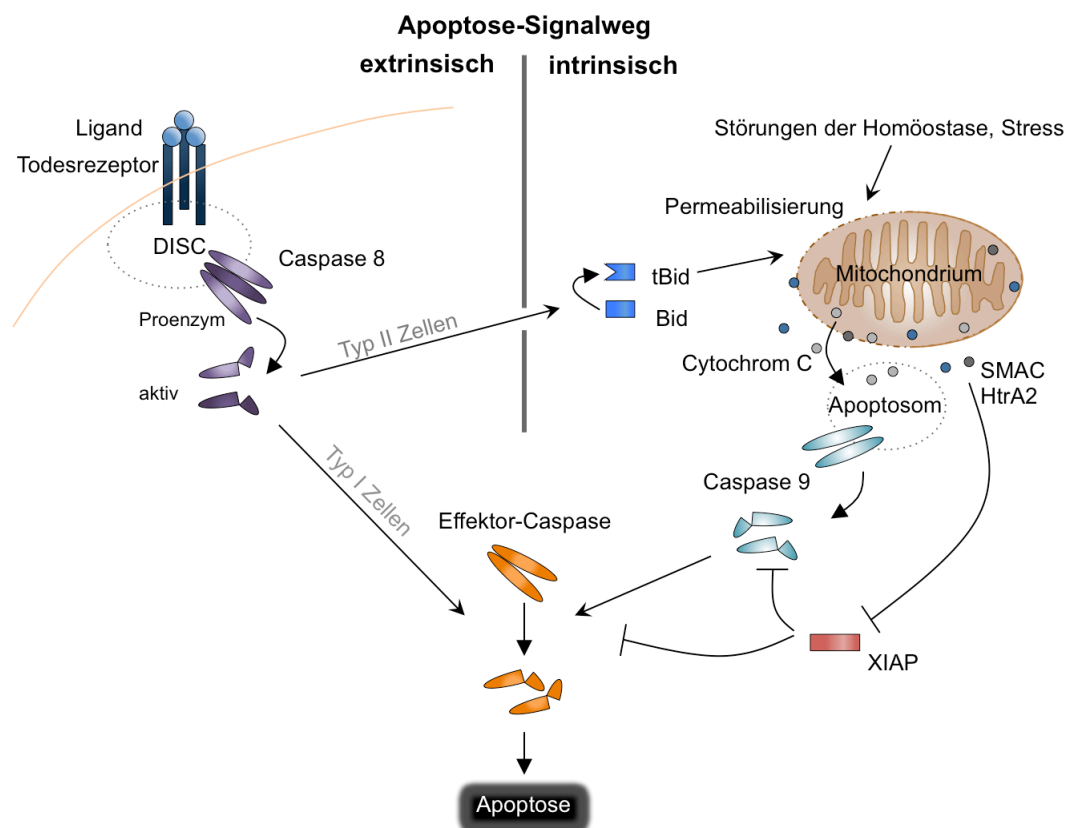 Apoptose-Signalweg
extrinsisch
intrinsisch
Ligand
Todesrezeptor
DISC
Caspase 8
Proenzym
aktiv
Typ II Zellen
Typ I Zellen
Störungen der Homöostase, Stress
Permeabilisierung
Mitochondrium
tBid
Bid
Cytochrom C
SMAC
HtrA2
Apoptosom
Caspase 9
Effektor-Caspase
XIAP
Apoptose